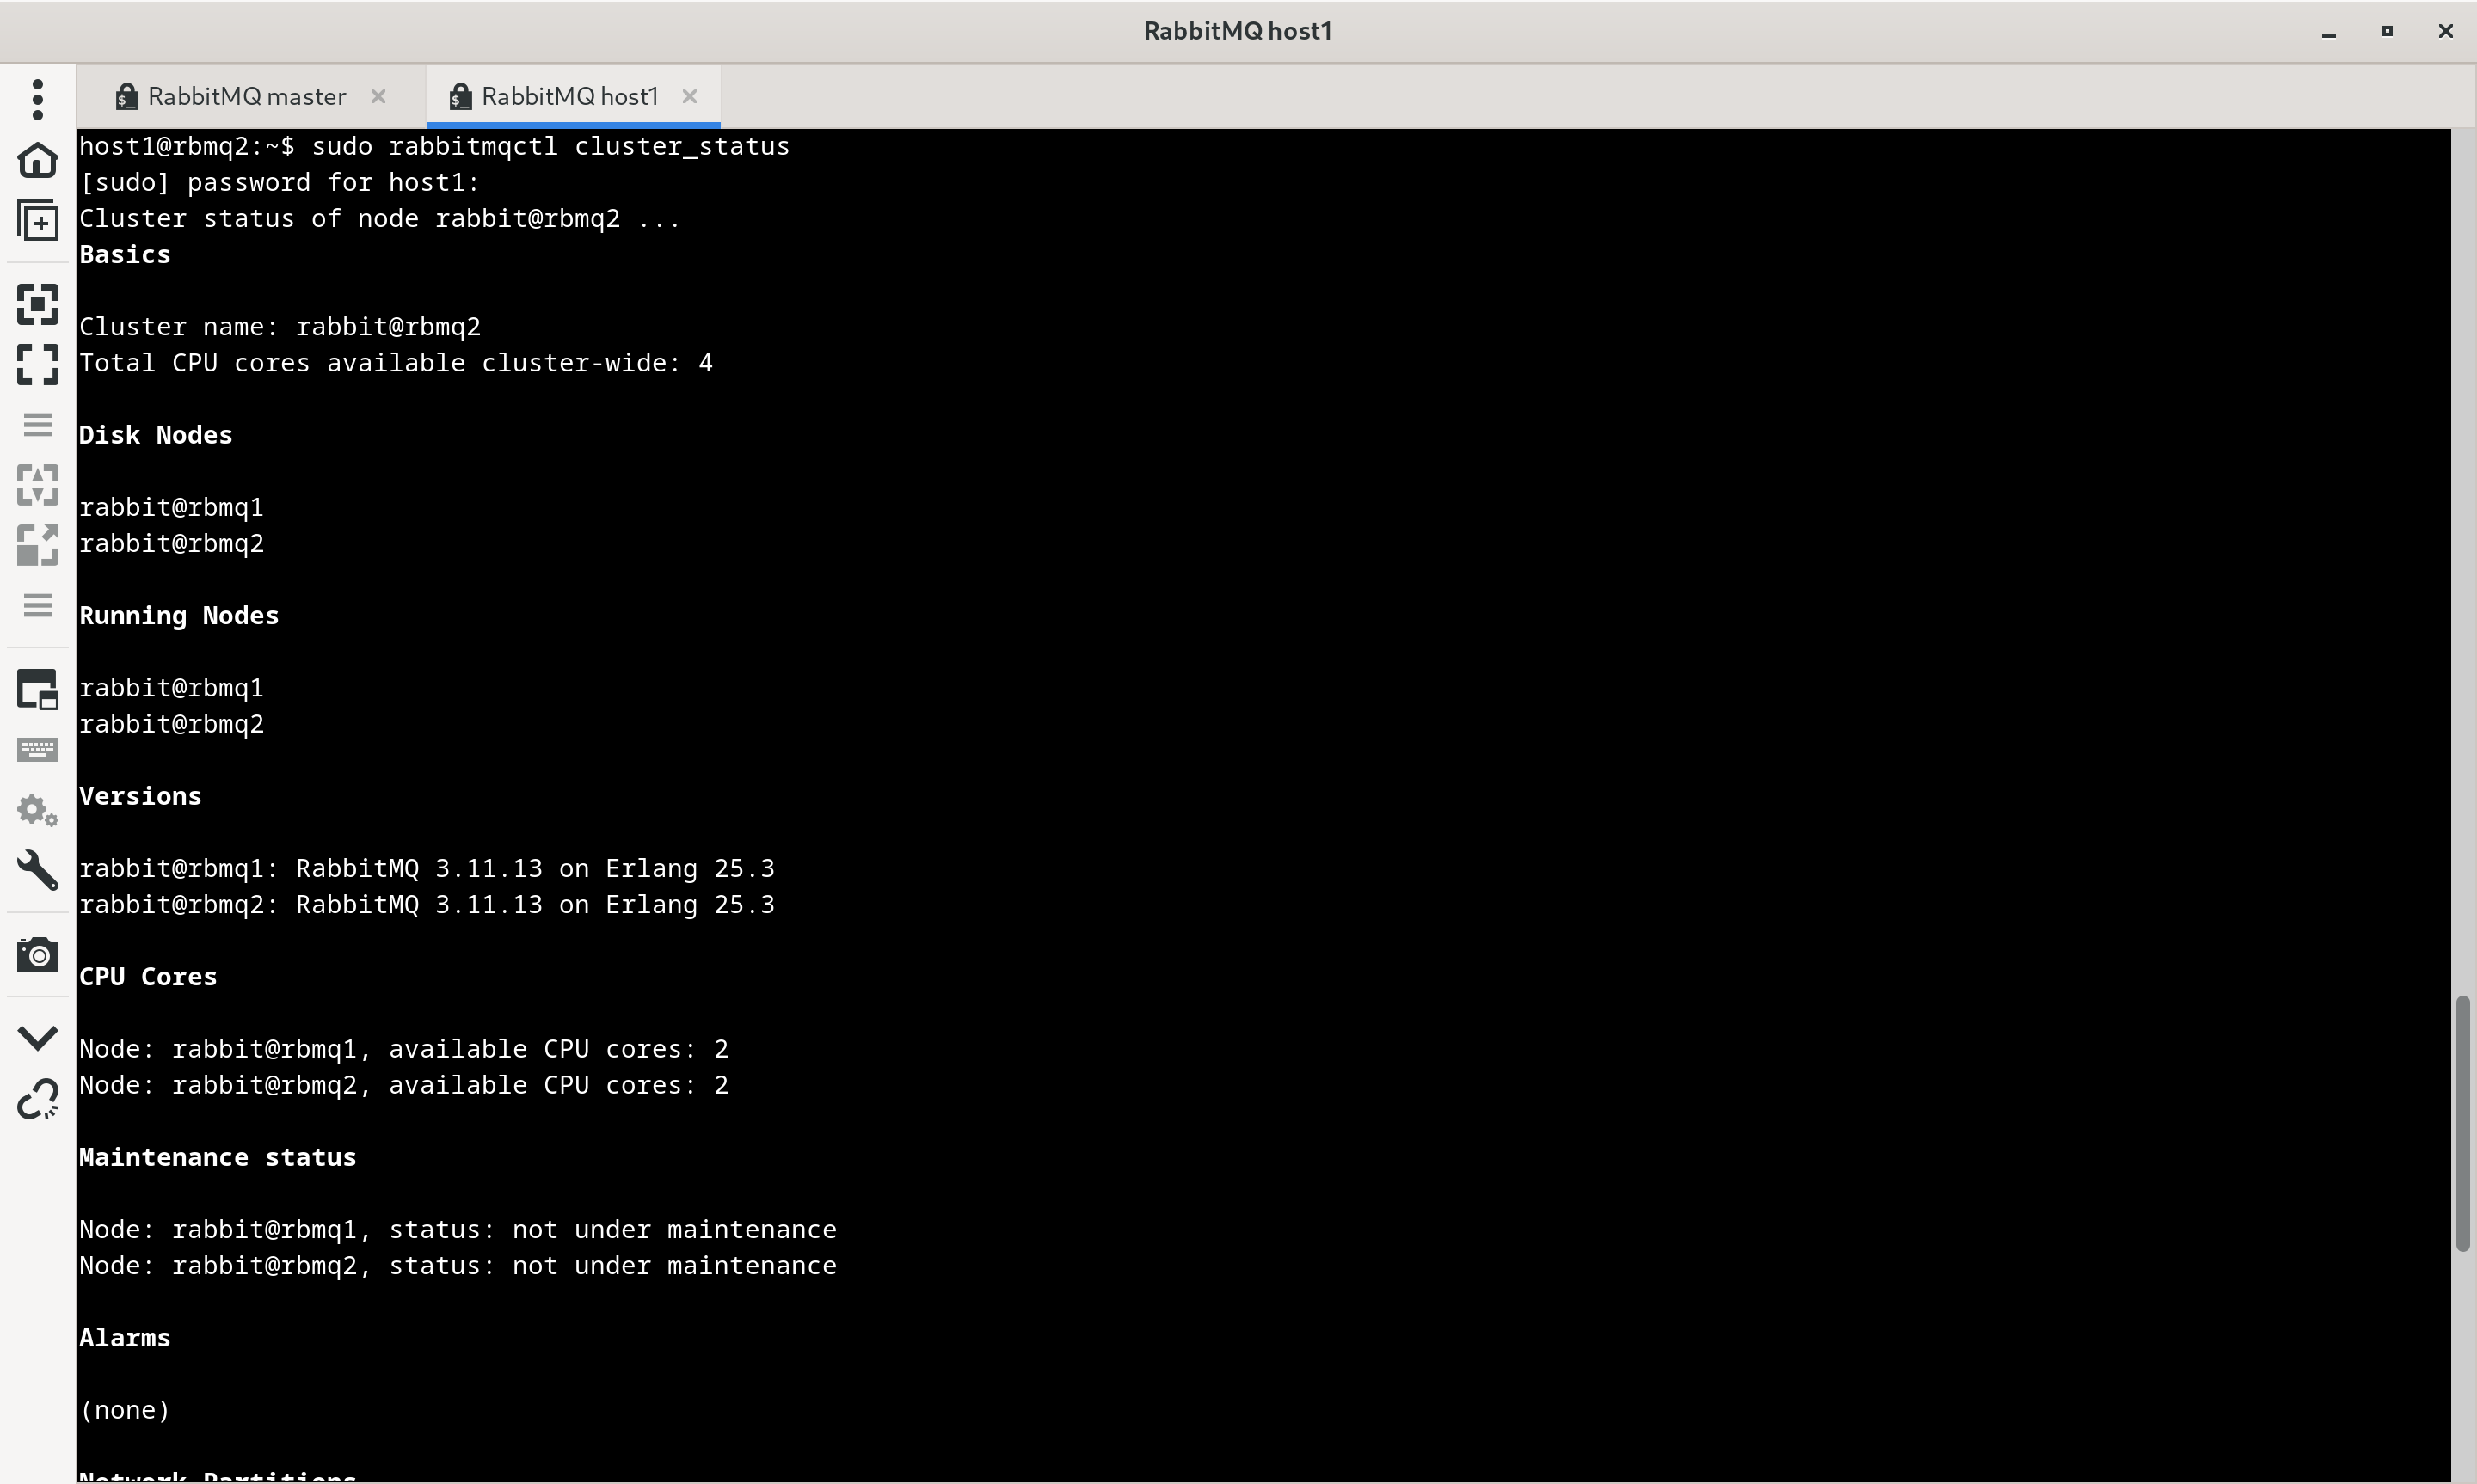 RabbitMQ host1
RabbitMQ master
RabbitMQ host1
host1@rbmq2:~$ sudo rabbitmqctl cluster_status
[sudo] password for host1:
Cluster status of node rabbit@rbmq2 ...
Basics
Cluster name: rabbit@rbmq2
Total CPU cores available cluster-wide: 4
Disk Nodes
rabbit@rbmq1
rabbit@rbmq2
Running Nodes
rabbit@rbmq1
rabbit@rbmq2
Versions
rabbit@rbmq1: RabbitMQ 3.11.13 on Erlang 25.3
rabbit@rbmq2: RabbitMQ 3.11.13 on Erlang 25.3
CPU Cores
Node: rabbit@rbmq1, available CPU cores: 2
Node: rabbit@rbmq2, available CPU cores: 2
Maintenance status
Node: rabbit@rbmq1, status: not under maintenance
Node: rabbit@rbmq2, status: not under maintenance
Alarms
(none)
Network Partitions